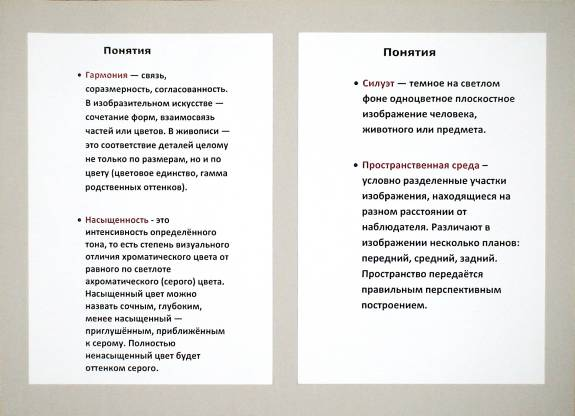 Понятия
• Гармония — связь,
соразмерность, согласованность.
В изобразительном искусстве —
сочетание форм, взаимосвязь
частей или цветов. В живописи —
это соответствие деталей целому
не только по размерам, но и по
цвету (цветовое единство, гамма
родственных оттенков).
• Насыщенность - это
интенсивность определённого
тона, то есть степень визуального
отличия хроматического цвета от
равного по светлоте
ахроматического (серого) цвета.
Насыщенный цвет можно
назвать сочным, глубоким,
менее насыщенный —
приглушённым, приближённым
к серому. Полностью
ненасыщенный цвет будет
оттенком серого.
Понятия
• Силуэт — темное на светлом
фоне одноцветное плоскостное
изображение человека,
животного или предмета.
• Пространственная среда –
условно разделенные участки
изображения, находящиеся на
разном расстоянии от
наблюдателя. Различают в
изображении несколько планов:
передний, средний, задний.
Пространство передаётся
правильным перспективным
построением.